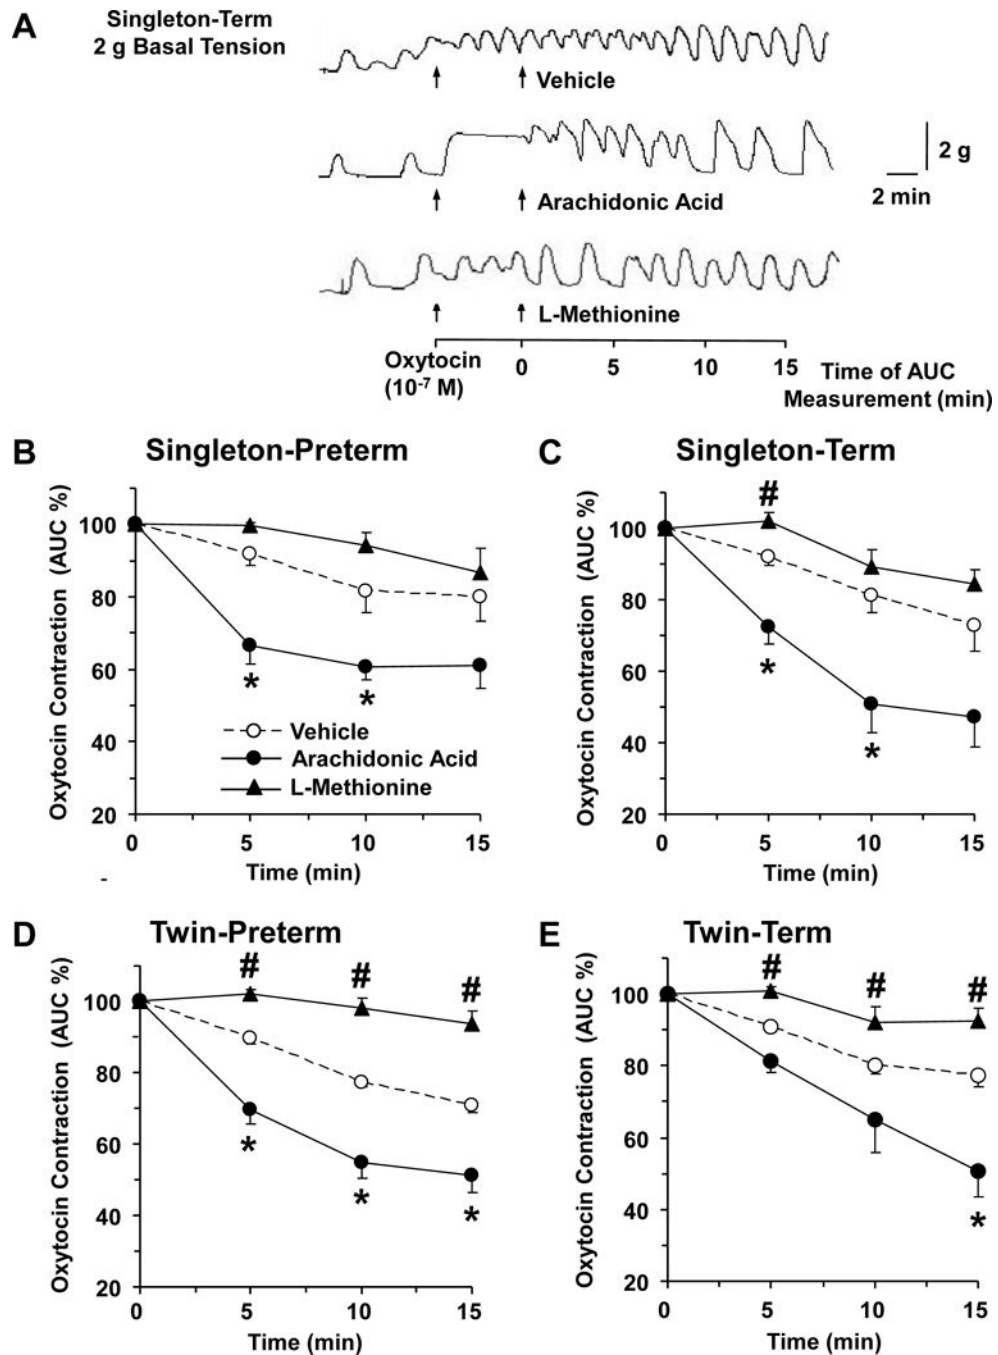 A
Singleton-Term
2 g Basal Tension
Vehicle
Arachidonic Acid
2 g
2 min
L-Methionine
Oxytocin
(10⁻⁷ M)
0 5 10 15
Time of AUC
Measurement (min)
B Singleton-Preterm
Oxytocin Contraction (AUC %)
100
80
60
40
20
* *
Vehicle
Arachidonic Acid
L-Methionine
0 5 10 15
Time (min)
-
C Singleton-Term
Oxytocin Contraction (AUC %)
#
100
80
60
40
20
* *
0 5 10 15
Time (min)
D Twin-Preterm
Oxytocin Contraction (AUC %)
# # #
100
80
60
40
20
* * *
0 5 10 15
Time (min)
E Twin-Term
Oxytocin Contraction (AUC %)
# # #
100
80
60
40
20
*
0 5 10 15
Time (min)